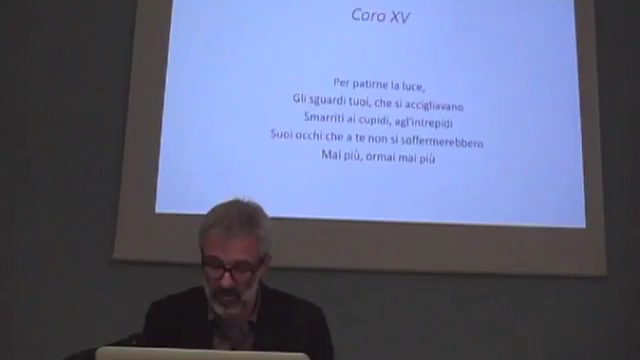 Coro XV
Per patirne la luce,
Gli sguardi tuoi, che si accigliavano
Smarriti ai cupidi, agl'intrepidi
Suoi occhi che a te non si soffermerebbero
Mai più, ormai mai più